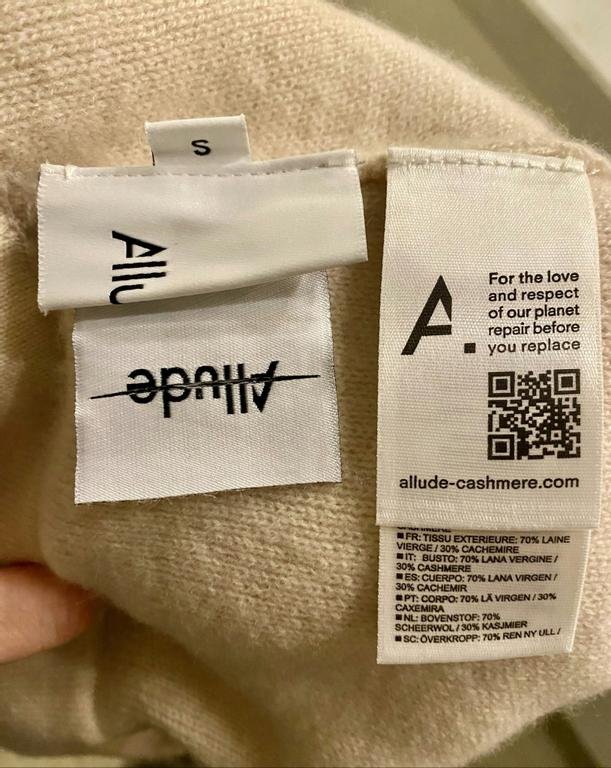 S
Allu
Allude
A.
For the love
and respect
of our planet
repair before
you replace
allude-cashmere.com
CASHMERE
■ FR: TISSU EXTERIEURE: 70% LAINE
VIERGE / 30% CACHEMIRE
■ IT: BUSTO: 70% LANA VERGINE /
30% CASHMERE
■ ES: CUERPO: 70% LANA VIRGEN /
30% CACHEMIR
■ PT: CORPO: 70% LÃ VIRGEN / 30%
CAXEMIRA
■ NL: BOVENSTOF: 70%
SCHEERWOL / 30% KASJMIER
■ SC: ÖVERKROPP: 70% REN NY ULL /